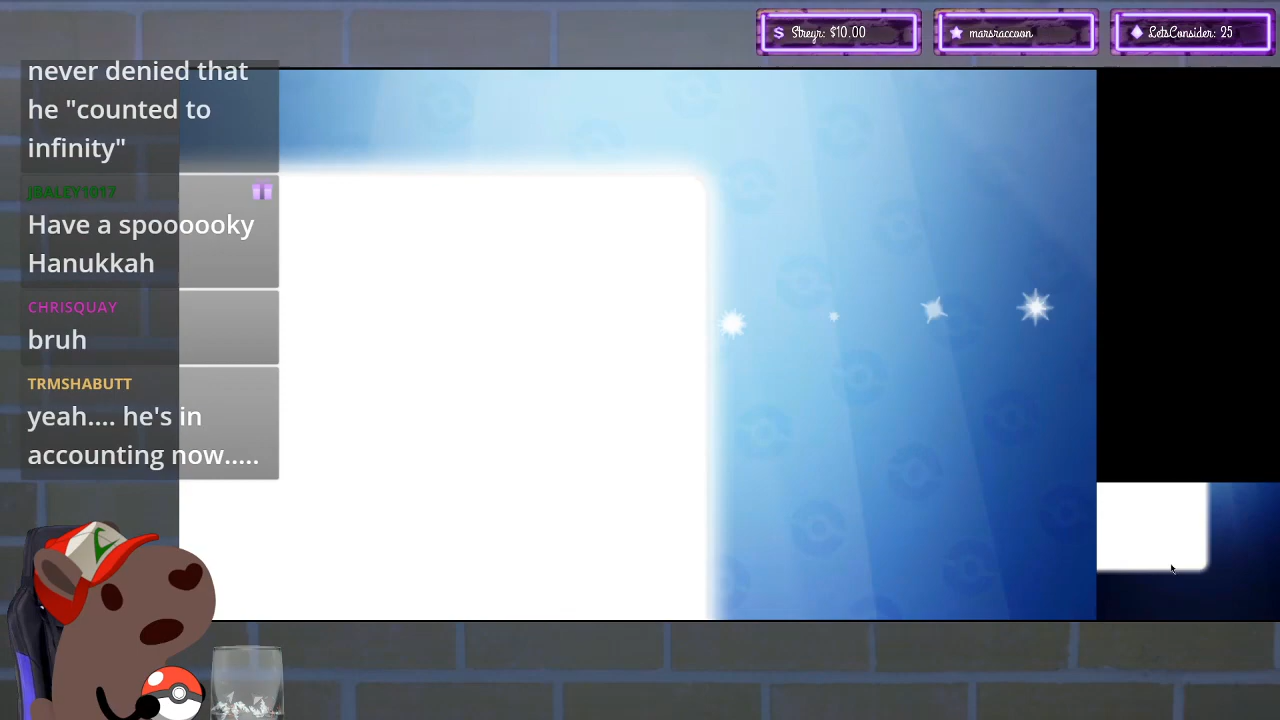 Streyr: $10.00
marsraccoon
LetsConsider: 25
never denied that
he "counted to
infinity"
JBALEY1017
Have a spoooooky
Hanukkah
CHRISQUAY
bruh
TRMSHABUTT
yeah.... he's in
accounting now.....